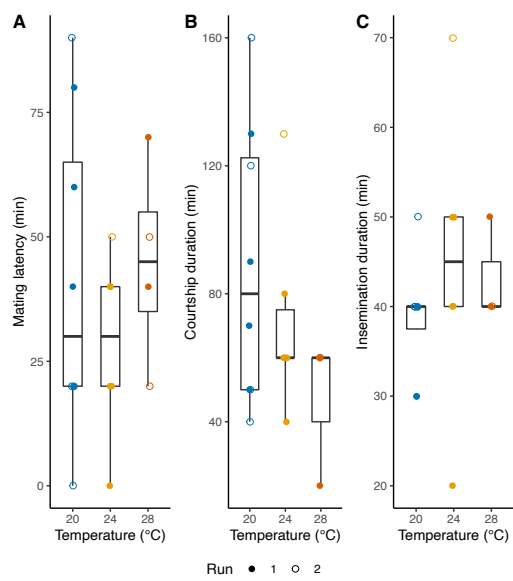 A
B
C
Mating latency (min)
75
50
25
0
20 24 28
Temperature (°C)
Courtship duration (min)
160
120
80
40
20 24 28
Temperature (°C)
Insemination duration (min)
70
60
50
40
30
20
20 24 28
Temperature (°C)
Run 1 2